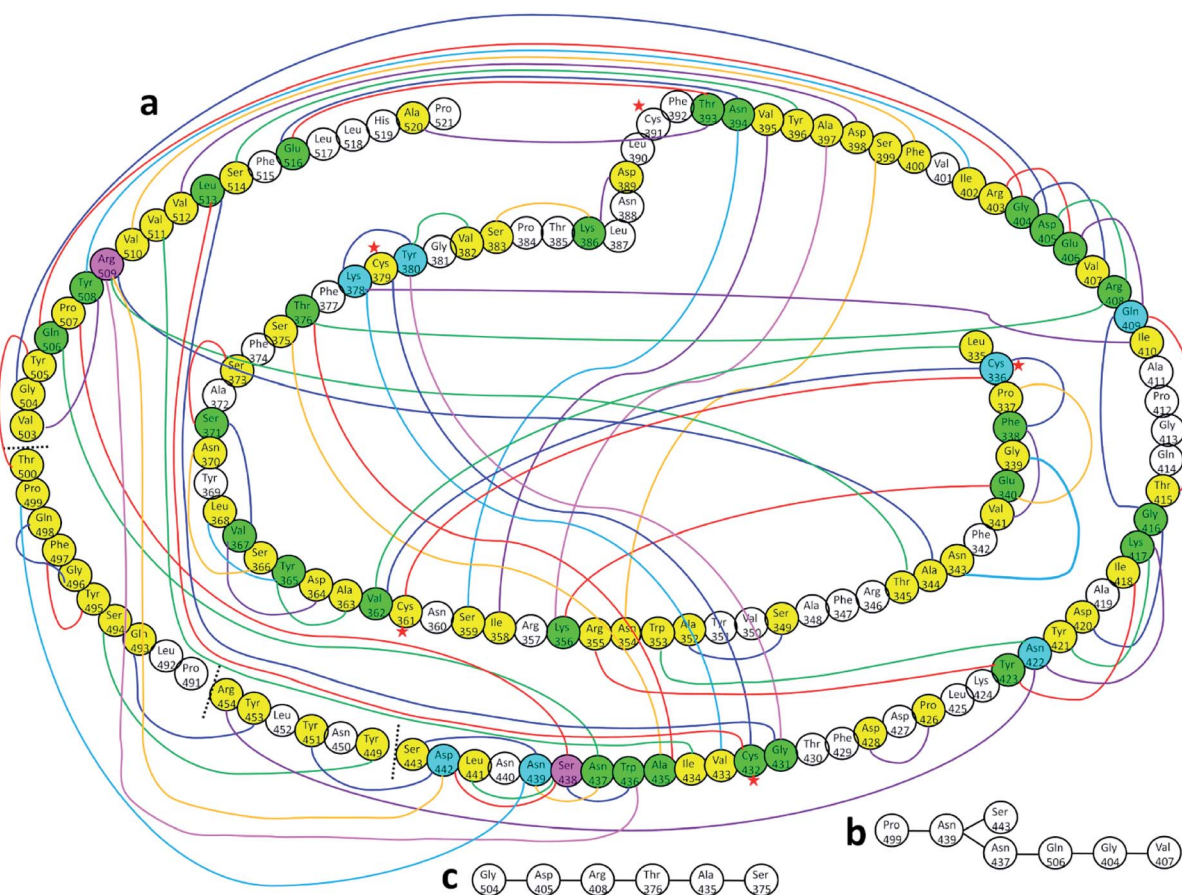 a
Leu 335
Cys 336
Pro 337
Phe 338
Gly 339
Glu 340
Val 341
Phe 342
Asn 343
Ala 344
Thr 345
Arg 346
Phe 347
Ala 348
Ser 349
Val 350
Tyr 351
Ala 352
Trp 353
Asn 354
Arg 355
Lys 356
Arg 357
Ile 358
Ser 359
Asn 360
Cys 361
Val 362
Ala 363
Asp 364
Tyr 365
Ser 366
Val 367
Leu 368
Tyr 369
Asn 370
Ser 371
Ala 372
Ser 373
Phe 374
Ser 375
Thr 376
Phe 377
Lys 378
Cys 379
Tyr 380
Gly 381
Val 382
Ser 383
Pro 384
Thr 385
Lys 386
Leu 387
Asn 388
Asp 389
Leu 390
Cys 391
Phe 392
Thr 393
Asn 394
Val 395
Tyr 396
Ala 397
Asp 398
Ser 399
Phe 400
Val 401
Ile 402
Arg 403
Gly 404
Asp 405
Glu 406
Val 407
Arg 408
Gln 409
Ile 410
Ala 411
Pro 412
Gly 413
Gln 414
Thr 415
Gly 416
Lys 417
Ile 418
Ala 419
Asp 420
Tyr 421
Asn 422
Tyr 423
Lys 424
Leu 425
Pro 426
Asp 427
Asp 428
Phe 429
Thr 430
Gly 431
Cys 432
Val 433
Ile 434
Ala 435
Trp 436
Asn 437
Ser 438
Asn 439
Asn 440
Leu 441
Asp 442
Ser 443
Tyr 449
Asn 450
Tyr 451
Leu 452
Tyr 453
Arg 454
Pro 491
Leu 492
Gln 493
Ser 494
Tyr 495
Gly 496
Phe 497
Gln 498
Pro 499
Thr 500
Val 503
Gly 504
Tyr 505
Gln 506
Pro 507
Tyr 508
Arg 509
Val 510
Val 511
Val 512
Leu 513
Ser 514
Phe 515
Glu 516
Leu 517
Leu 518
His 519
Ala 520
Pro 521
b
Pro 499
Asn 439
Ser 443
Asn 437
Gln 506
Gly 404
Val 407
c
Gly 504
Asp 405
Arg 408
Thr 376
Ala 435
Ser 375